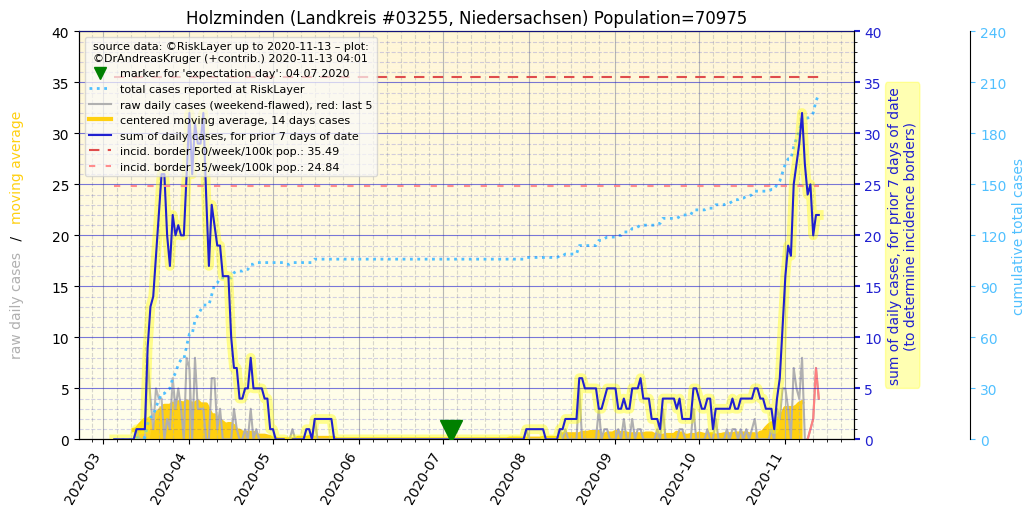 Holzminden (Landkreis #03255, Niedersachsen) Population=70975
source data: ©RiskLayer up to 2020-11-13 – plot:
©DrAndreasKruger (+contrib.) 2020-11-13 04:01
marker for 'expectation day': 04.07.2020
total cases reported at RiskLayer
raw daily cases (weekend-flawed), red: last 5
centered moving average, 14 days cases
sum of daily cases, for prior 7 days of date
incid. border 50/week/100k pop.: 35.49
incid. border 35/week/100k pop.: 24.84
raw daily cases / moving average
40
35
30
25
20
15
10
5
0
40
35
30
25
20
15
10
5
0
sum of daily cases, for prior 7 days of date
(to determine incidence borders)
240
210
180
150
120
90
60
30
0
cumulative total cases
2020-03
2020-04
2020-05
2020-06
2020-07
2020-08
2020-09
2020-10
2020-11